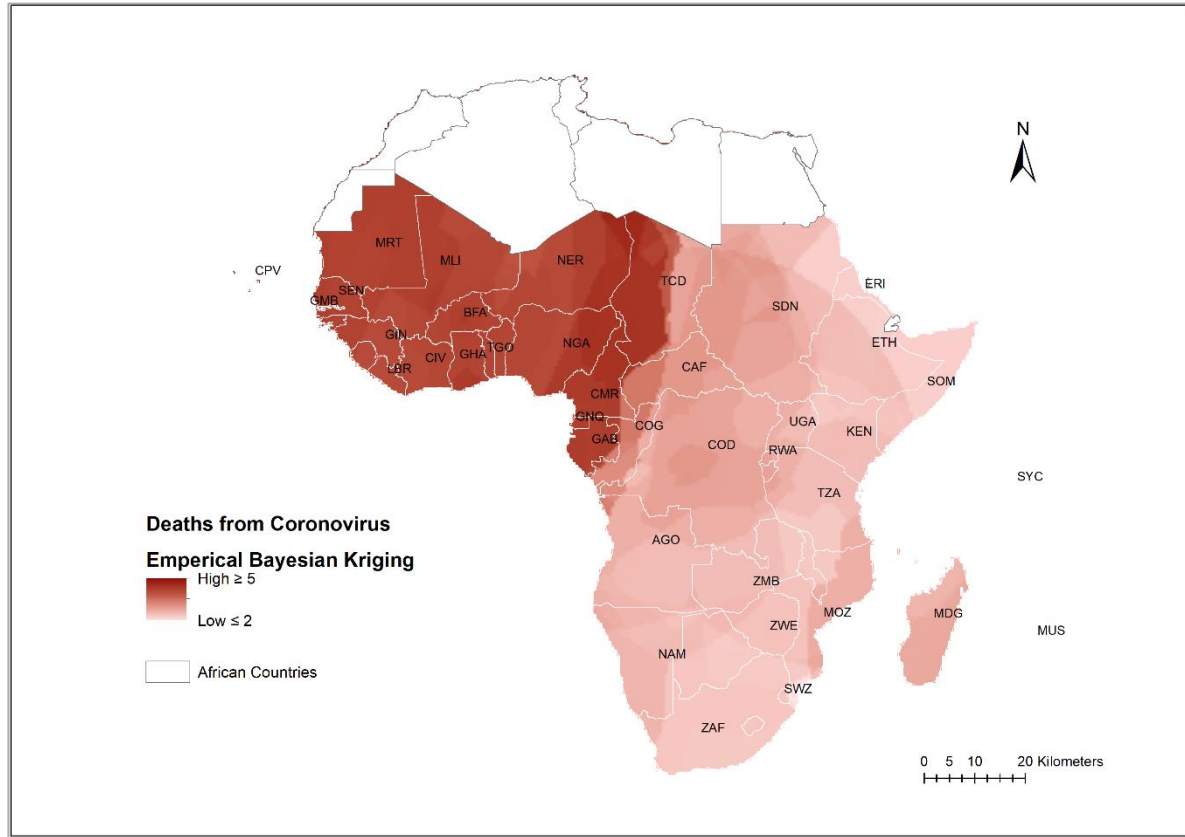 N
MRT
MLI
NER
CPV
TCD
ERI
SEN
GMB
SDN
BFA
ETH
GIN
NGA
CIV
GHA
TGO
LBR
CAF
SOM
CMR
GNQ
COG
UGA
KEN
GAB
COD
RWA
SYC
TZA
Deaths from Coronovirus
AGO
Emperical Bayesian Kriging
High ≥ 5
ZMB
Low ≤ 2
MOZ
MDG
ZWE
MUS
NAM
African Countries
SWZ
ZAF
0 5 10 20 Kilometers